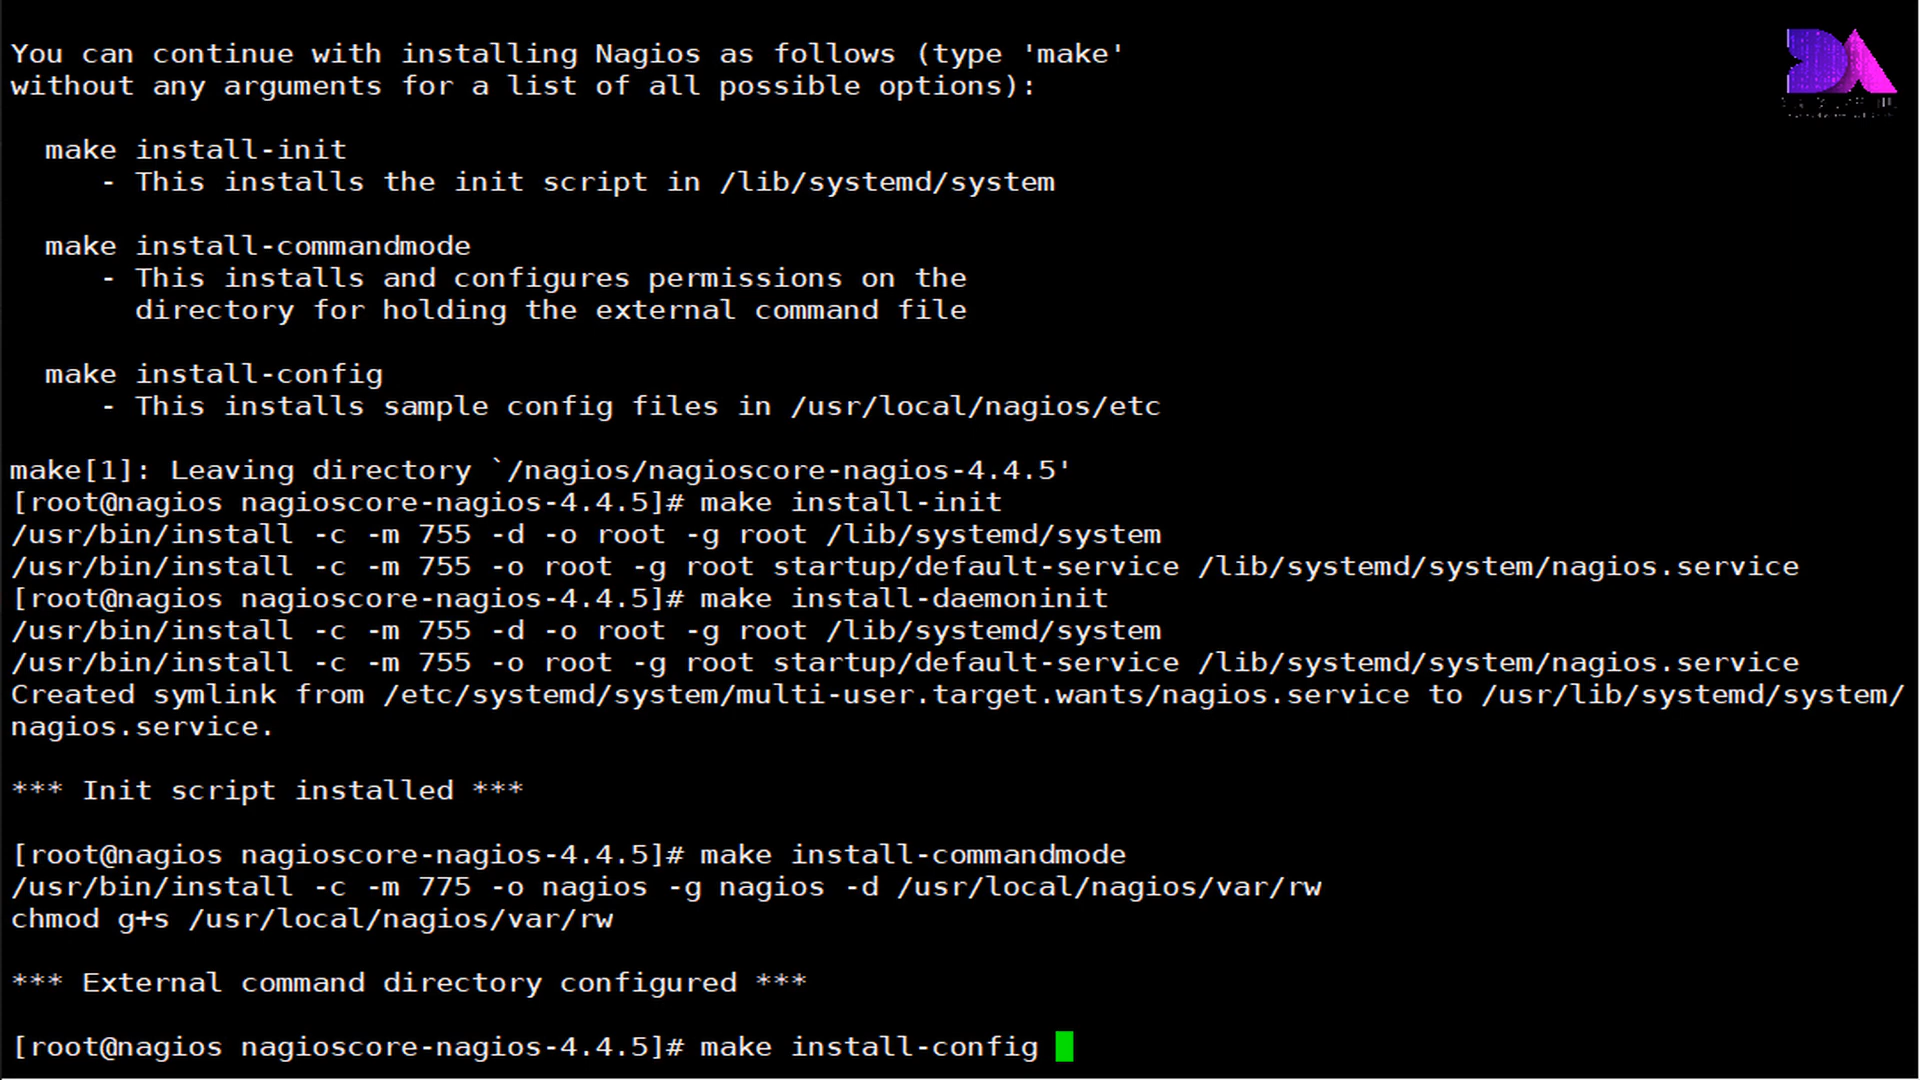 You can continue with installing Nagios as follows (type 'make'
without any arguments for a list of all possible options):
make install-init
- This installs the init script in /lib/systemd/system
make install-commandmode
- This installs and configures permissions on the
directory for holding the external command file
make install-config
- This installs sample config files in /usr/local/nagios/etc
make[1]: Leaving directory `/nagios/nagioscore-nagios-4.4.5'
[root@nagios nagioscore-nagios-4.4.5]# make install-init
/usr/bin/install -c -m 755 -d -o root -g root /lib/systemd/system
/usr/bin/install -c -m 755 -o root -g root startup/default-service /lib/systemd/system/nagios.service
[root@nagios nagioscore-nagios-4.4.5]# make install-daemoninit
/usr/bin/install -c -m 755 -d -o root -g root /lib/systemd/system
/usr/bin/install -c -m 755 -o root -g root startup/default-service /lib/systemd/system/nagios.service
Created symlink from /etc/systemd/system/multi-user.target.wants/nagios.service to /usr/lib/systemd/system/
nagios.service.
*** Init script installed ***
[root@nagios nagioscore-nagios-4.4.5]# make install-commandmode
/usr/bin/install -c -m 775 -o nagios -g nagios -d /usr/local/nagios/var/rw
chmod g+s /usr/local/nagios/var/rw
*** External command directory configured ***
[root@nagios nagioscore-nagios-4.4.5]# make install-config